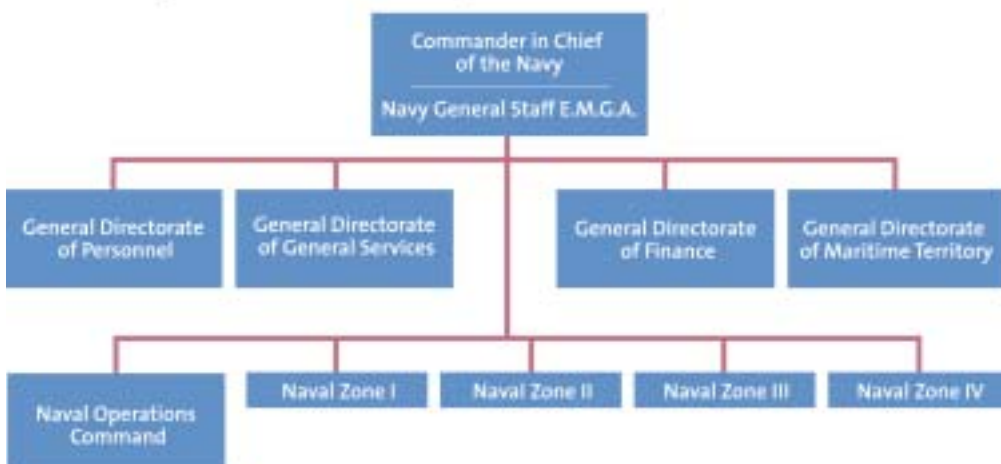 Commander in Chief
of the Navy
Navy General Staff E.M.G.A.
General Directorate
of Personnel
General Directorate
of General Services
General Directorate
of Finance
General Directorate
of Maritime Territory
Naval Operations
Command
Naval Zone I
Naval Zone II
Naval Zone III
Naval Zone IV